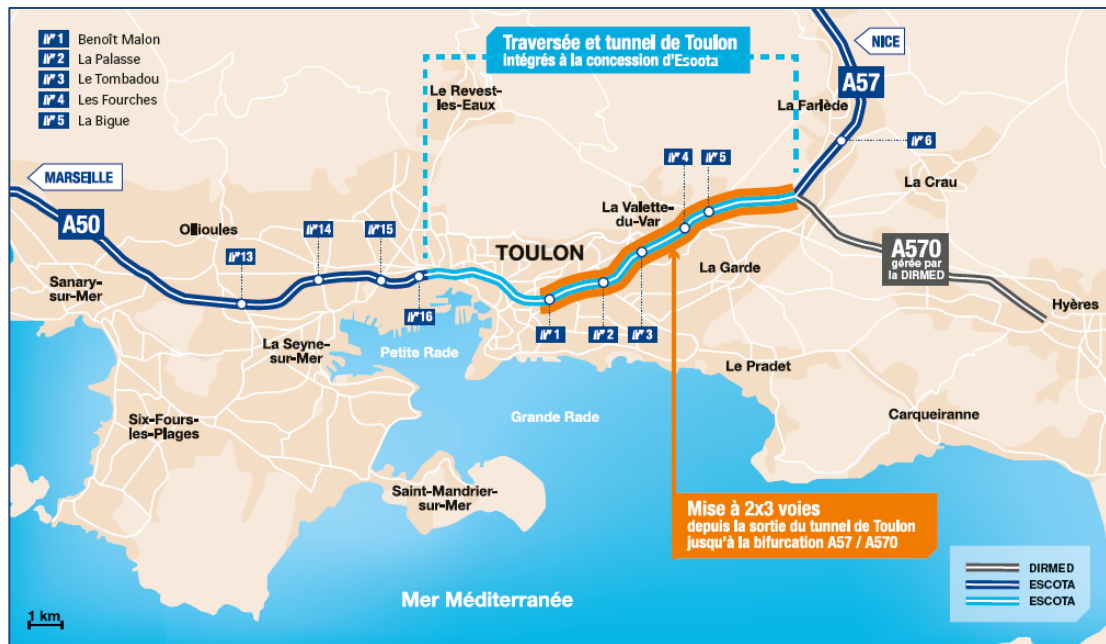 n° 1 Benoît Malon
n° 2 La Palasse
n° 3 Le Tombadou
n° 4 Les Fourches
n° 5 La Bigue
Traversée et tunnel de Toulon
intégrés à la concession d'Esoota
NICE
A57
Le Revest-
les-Eaux
La Farlède
n° 6
MARSEILLE
A50
n° 4
n° 5
La Crau
Ollioules
n° 14
n° 15
La Valette-
du-Var
n° 13
TOULON
A570
gérée par
la DIRMED
La Garde
Sanary-
sur-Mer
Hyères
n° 16
n° 1
n° 2
n° 3
La Seyne-
sur-Mer
Petite Rade
Le Pradet
Six-Fours-
les-Plages
Grande Rade
Carqueiranne
Saint-Mandrier-
sur-Mer
Mise à 2x3 voies
depuis la sortie du tunnel de Toulon
jusqu'à la bifurcation A57 / A570
Mer Méditerranée
DIRMED
ESCOTA
ESCOTA
1 km